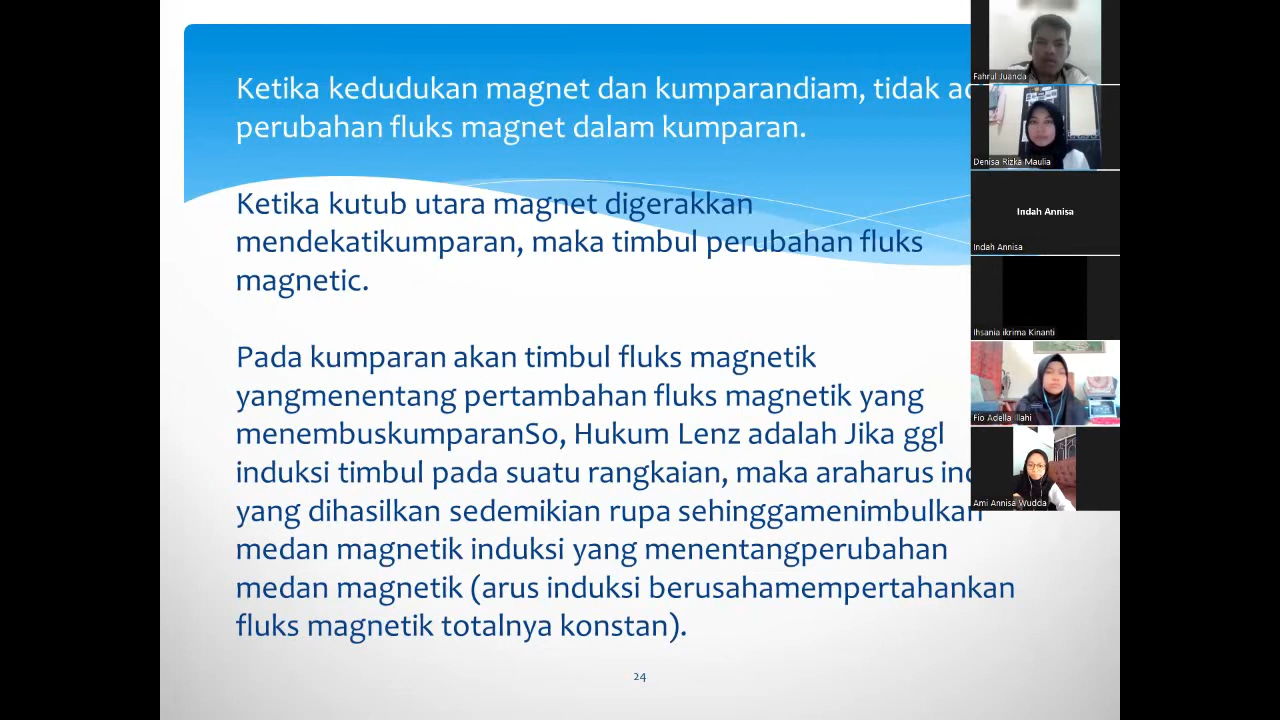 Ketika kedudukan magnet dan kumparandiam, tidak
perubahan fluks magnet dalam kumparan.
Ketika kutub utara magnet digerakkan
mendekatikumparan, maka timbul perubahan fluks
magnetic.
Pada kumparan akan timbul fluks magnetik
yangmenentang pertambahan fluks magnetik yang
menembuskumparanSo, Hukum Lenz adalah Jika ggl
induksi timbul pada suatu rangkaian, maka araharus
yang dihasilkan sedemikian rupa sehinggamenimbulkan
medan magnetik induksi yang menentangperubahan
medan magnetik (arus induksi berusahamempertahankan
fluks magnetik totalnya konstan).
24
Fahrul Juanda
Denisa Rizka Maulia
Indah Annisa
Indah Annisa
Ihsania ikrima Kinanti
Fio Adella Illahi
Ami Annisa Wudda